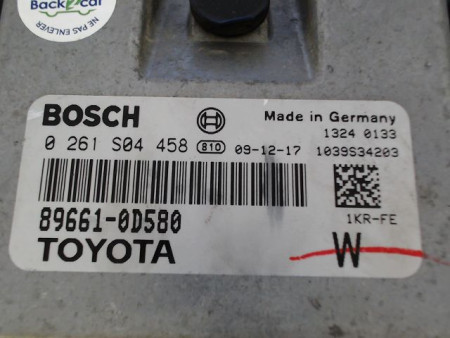 Back2car
NE PAS ENLEVER
BOSCH
Made in Germany
1324 0133
0 261 S04 458 810 09-12-17 1039S34203
89661-0D580
1KR-FE
TOYOTA
W